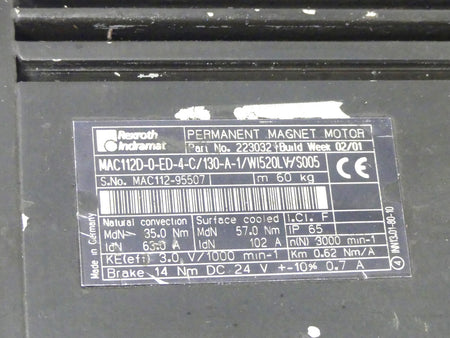 Rexroth
Indramat
PERMANENT MAGNET MOTOR
Part No. 223032 Build Week 02/01
MAC112D-0-ED-4-C/130-A-1/WI520LV/S005
S.No. MAC112-95507 m 60 kg
CE
Natural convection Surface cooled I.Cl. F
MdN 35.0 Nm MdN 57.0 Nm IP 65
IdN 63.0 A IdN 102 A n(N) 3000 min-1
KE(eff) 3.0 V/1000 min-1 Km 0.62 Nm/A
Brake 14 Nm DC 24 V +-10% 0.7 A
Made in Germany
4